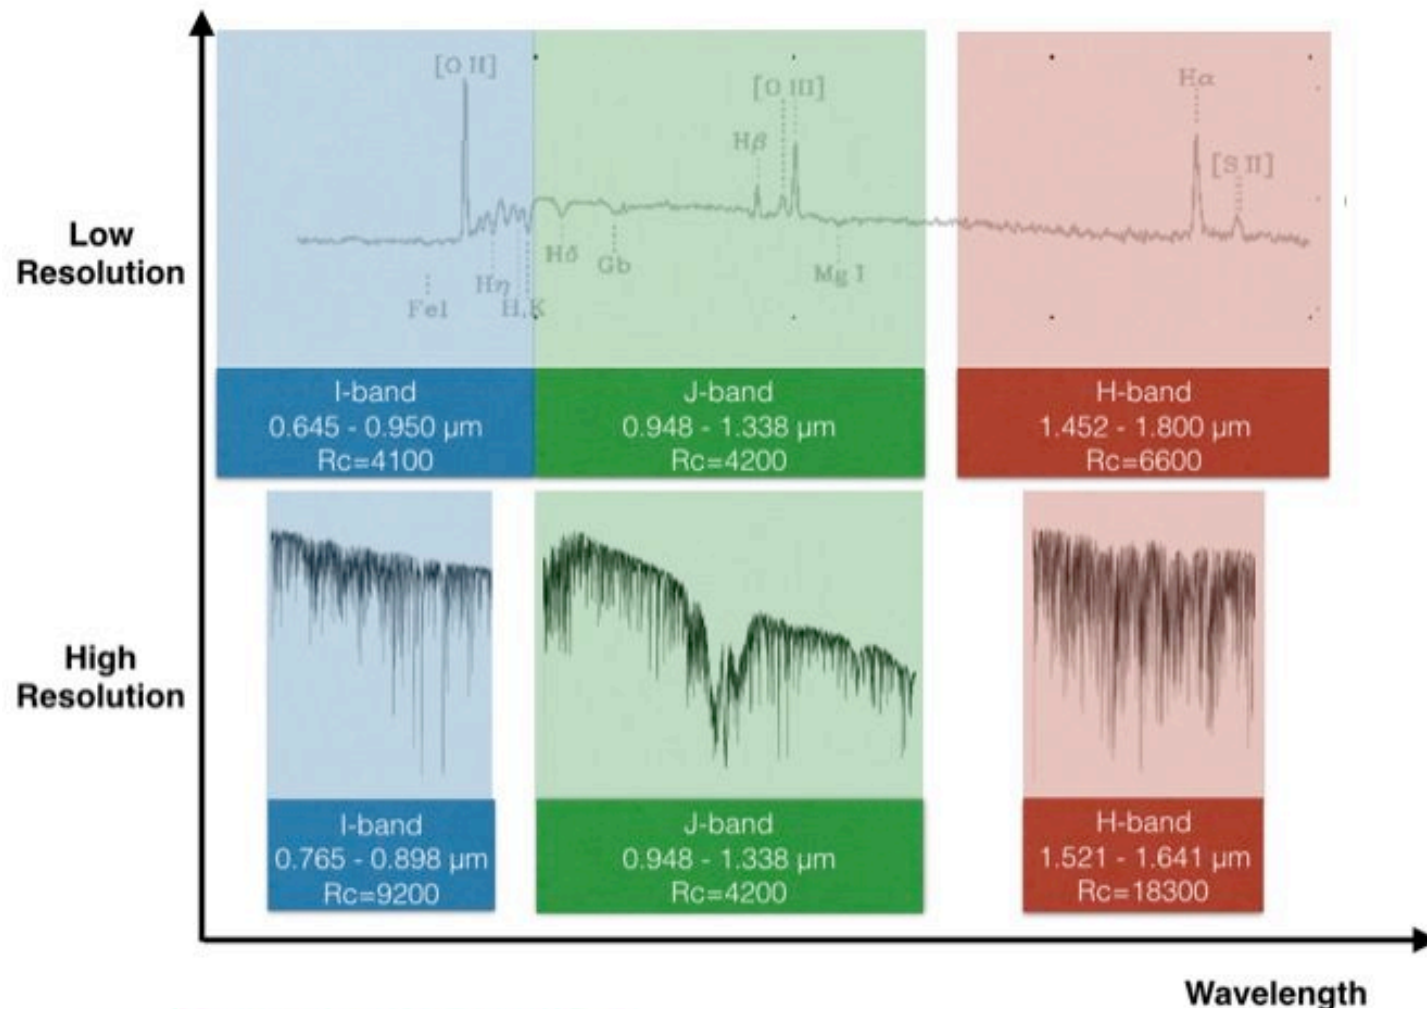 [O II]
[O III]
Hα
Hβ
[S II]
Low
Resolution
Hδ
Gb
Mg I
Hη
FeI
H,K
I-band
0.645 - 0.950 μm
Rc=4100
J-band
0.948 - 1.338 μm
Rc=4200
H-band
1.452 - 1.800 μm
Rc=6600
High
Resolution
I-band
0.765 - 0.898 μm
Rc=9200
J-band
0.948 - 1.338 μm
Rc=4200
H-band
1.521 - 1.641 μm
Rc=18300
Wavelength